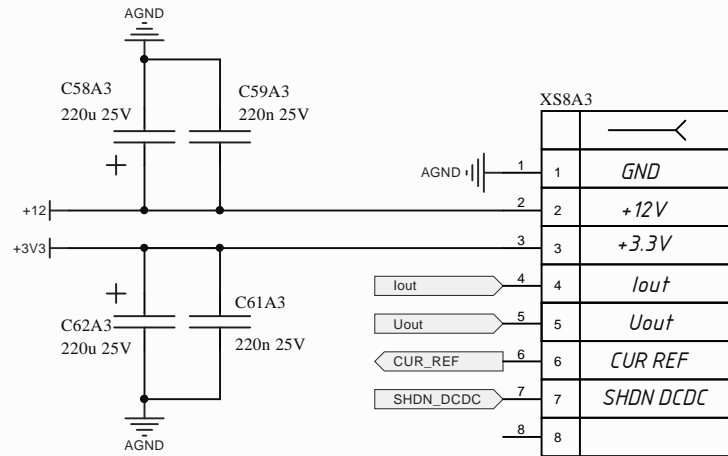 AGND
C58A3
220u 25V
C59A3
220n 25V
+
+12
+3V3
+
C62A3
220u 25V
C61A3
220n 25V
AGND
XS8A3
AGND 1 1 GND
2 2 +12V
3 3 +3.3V
Iout 4 4 Iout
Uout 5 5 Uout
CUR_REF 6 6 CUR REF
SHDN_DCDC 7 7 SHDN DCDC
8 8